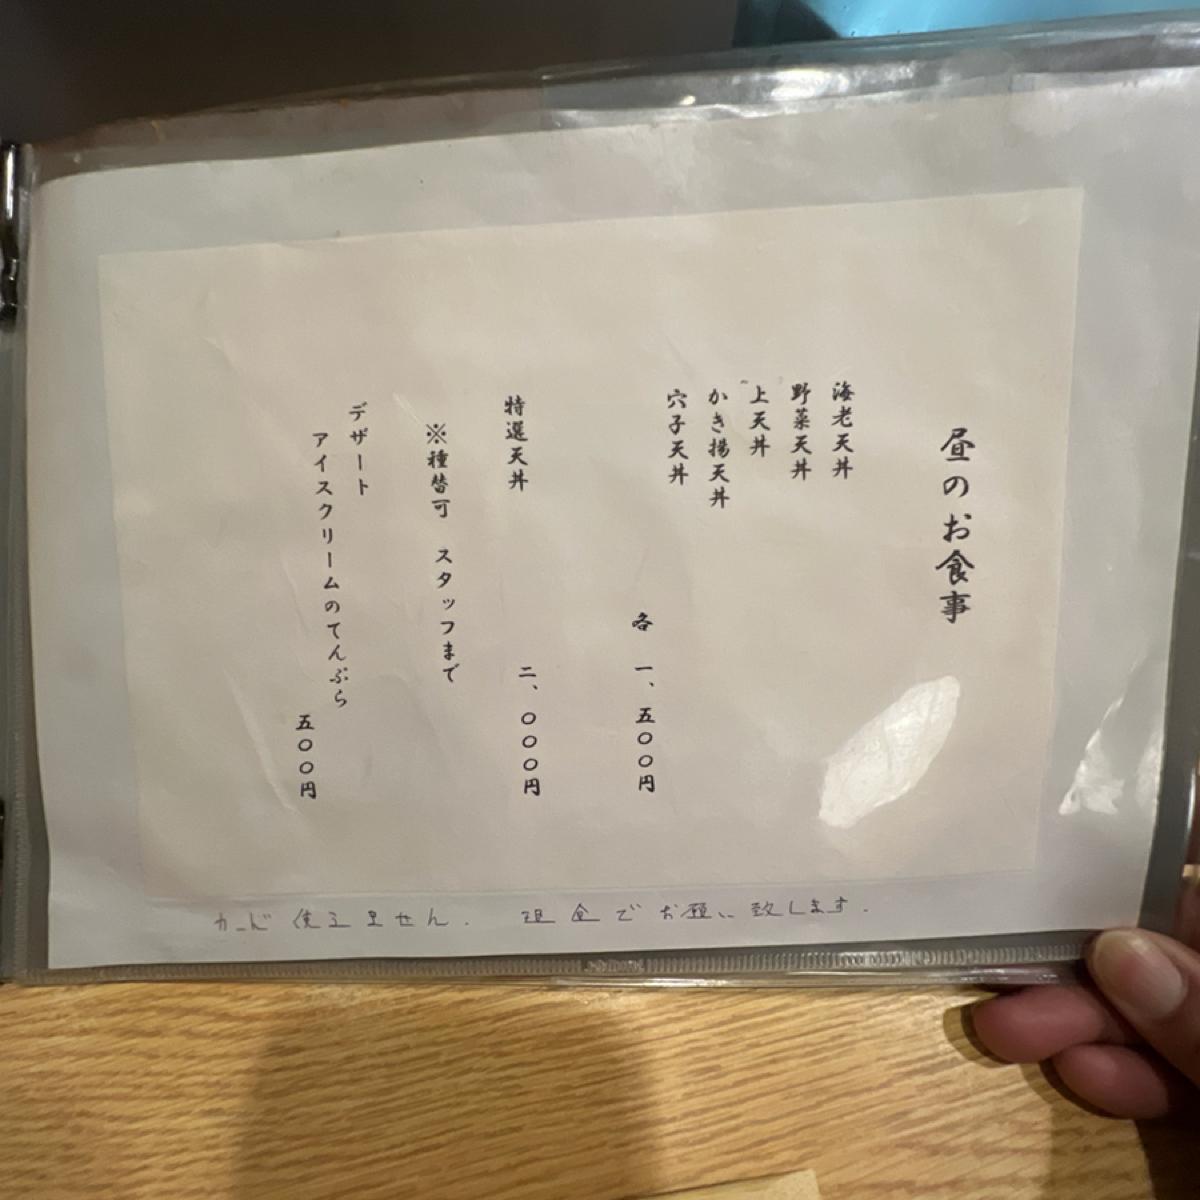 昼のお食事
海老天丼
野菜天丼
上天丼
かき揚天丼
穴子天丼
各 一、五〇〇円
特選天丼
二、〇〇〇円
※種替可 スタッフまで
デザート
アイスクリームのてんぷら
五〇〇円
カード使えません. 現金でお願い致します.